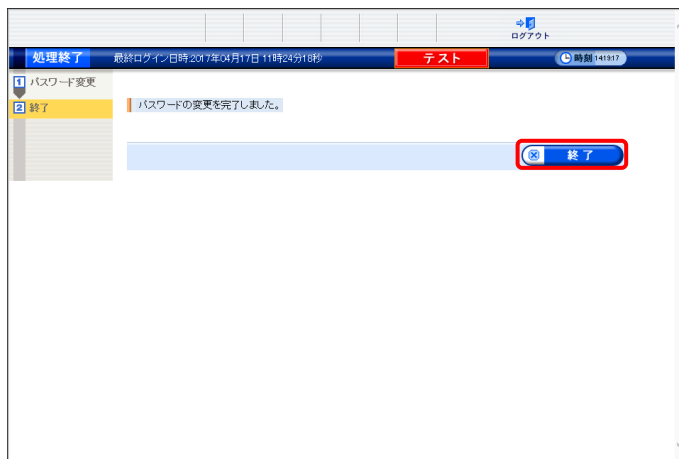 ログアウト
処理終了 最終ログイン日時:2017年04月17日 11時24分18秒 テスト 時刻 14:19:17
1 パスワード変更
2 終了
パスワードの変更を完了しました。
終了